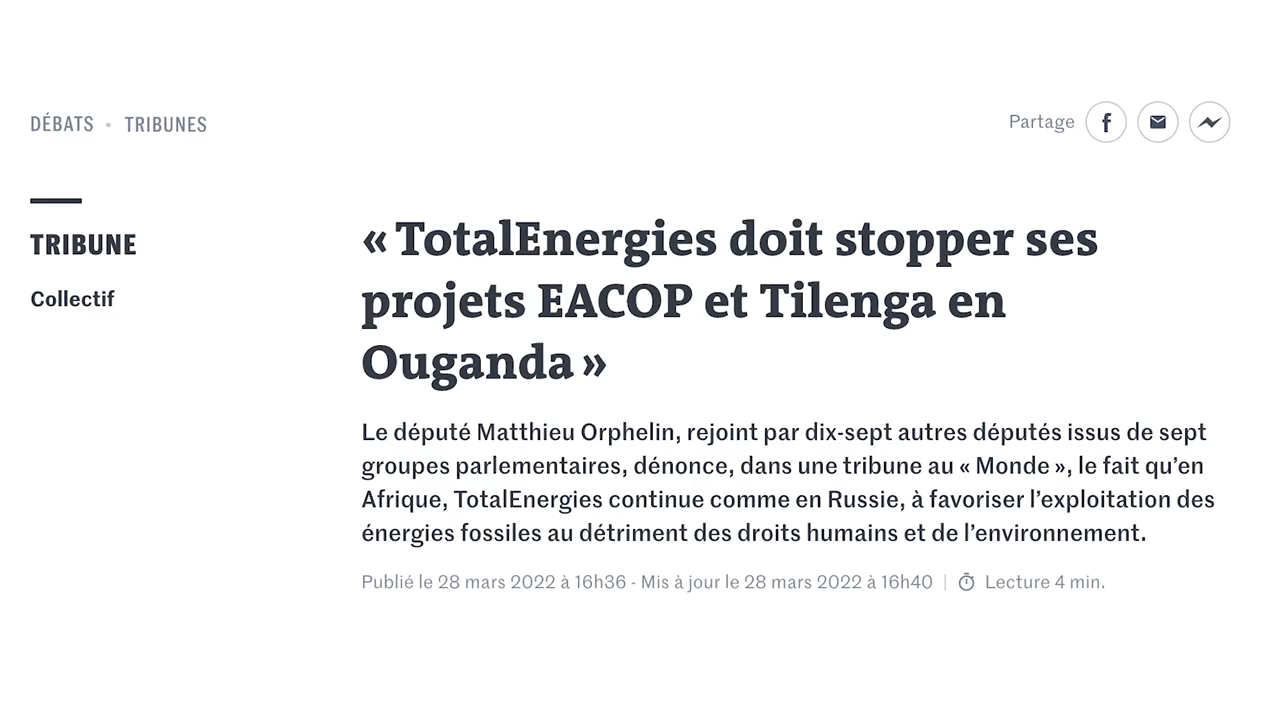 DÉBATS • TRIBUNES
Partage
TRIBUNE
Collectif
« TotalEnergies doit stopper ses
projets EACOP et Tilenga en
Ouganda »
Le député Matthieu Orphelin, rejoint par dix-sept autres députés issus de sept
groupes parlementaires, dénonce, dans une tribune au « Monde », le fait qu’en
Afrique, TotalEnergies continue comme en Russie, à favoriser l’exploitation des
énergies fossiles au détriment des droits humains et de l’environnement.
Publié le 28 mars 2022 à 16h36 - Mis à jour le 28 mars 2022 à 16h40 | Lecture 4 min.